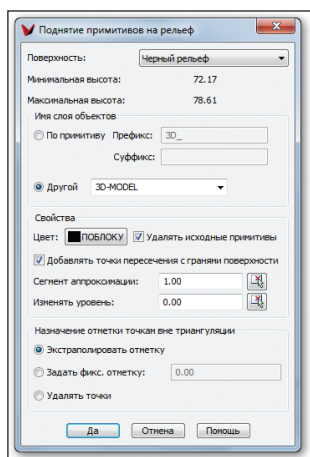 Поднятие примитивов на рельеф
Поверхность: Черный рельеф
Минимальная высота: 72.17
Максимальная высота: 78.61
Имя слоя объектов
По примитиву Префикс: 3D_
Суффикс:
Другой 3D-MODEL
Свойства
Цвет: ПОБЛОКУ Удалять исходные примитивы
Добавлять точки пересечения с гранями поверхности
Сегмент аппроксимации: 1.00
Изменять уровень: 0.00
Назначение отметки точкам вне триангуляции
Экстраполировать отметку
Задать фикс. отметку: 0.00
Удалять точки
Да Отмена Помощь